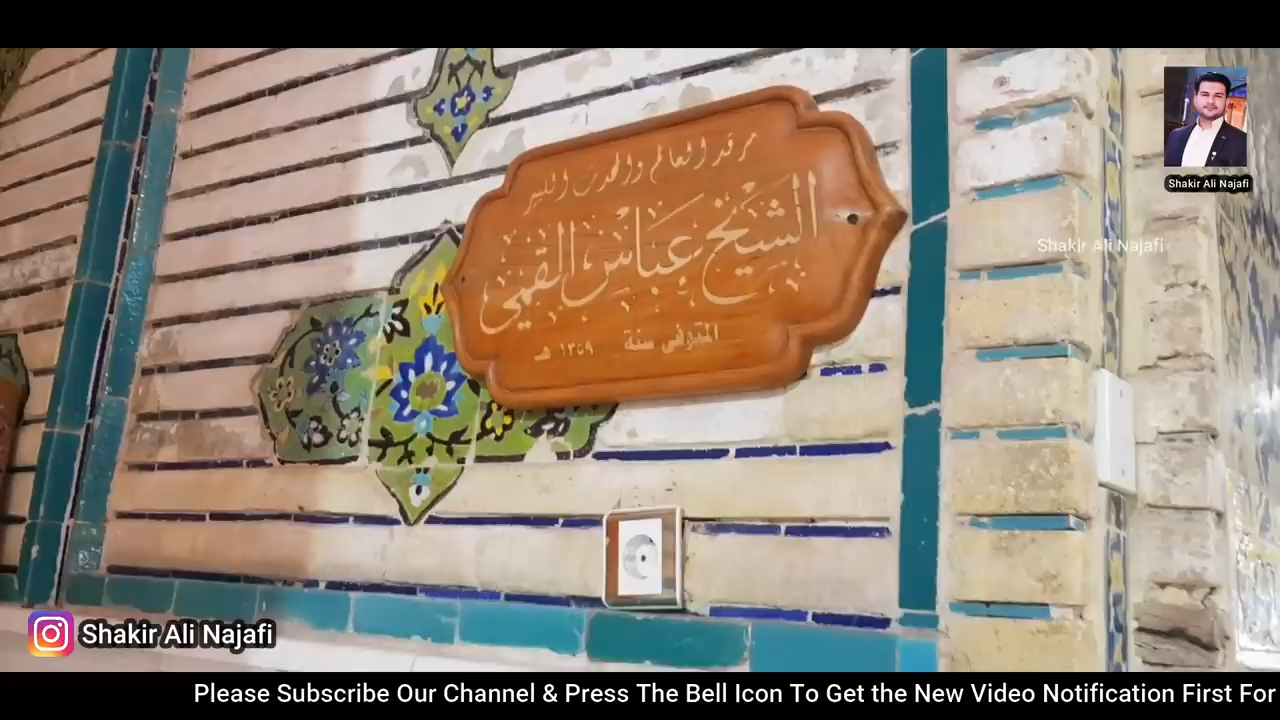 مرقد العالم والمحدث الكبير
الشيخ عباس القمي
المتوفى سنة ١٣٥٩ هـ
Shakir Ali Najafi
Shakir Ali Najafi
Shakir Ali Najafi
Please Subscribe Our Channel & Press The Bell Icon To Get the New Video Notification First For